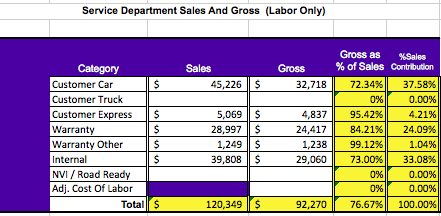 Service Department Sales And Gross (Labor Only)
Category Sales Gross Gross as % of Sales %Sales Contribution
Customer Car $ 45,226 $ 32,718 72.34% 37.58%
Customer Truck 0% 0.00%
Customer Express $ 5,069 $ 4,837 95.42% 4.21%
Warranty $ 28,997 $ 24,417 84.21% 24.09%
Warranty Other $ 1,249 $ 1,238 99.12% 1.04%
Internal $ 39,808 $ 29,060 73.00% 33.08%
NVI / Road Ready 0% 0.00%
Adj. Cost Of Labor 0% 0.00%
Total $ 120,349 $ 92,270 76.67% 100.00%